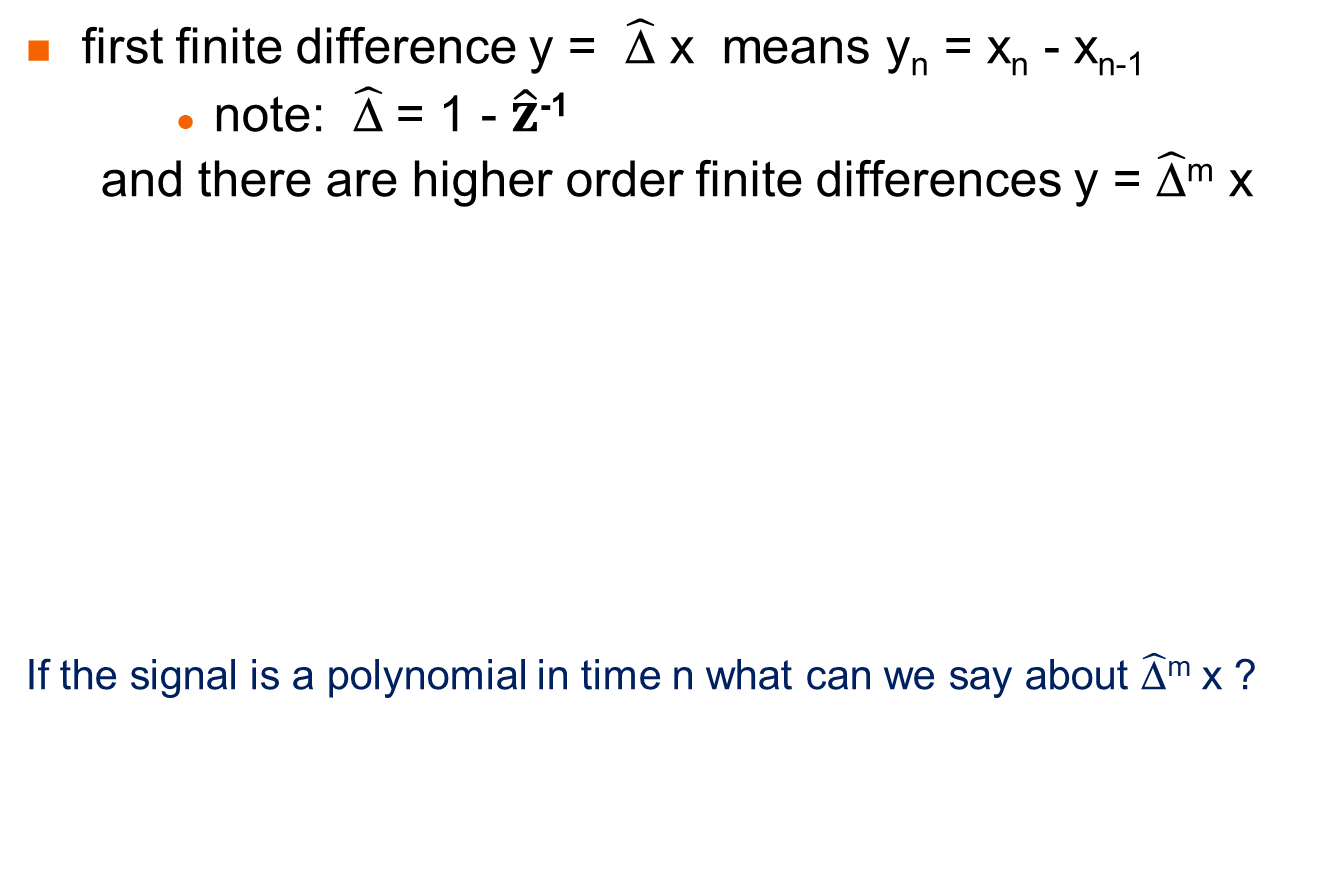 ■ first finite difference y = Δ̂ x means yₙ = xₙ - xₙ₋₁
• note: Δ̂ = 1 - ẑ⁻¹
and there are higher order finite differences y = Δ̂ᵐ x
If the signal is a polynomial in time n what can we say about Δ̂ᵐ x ?